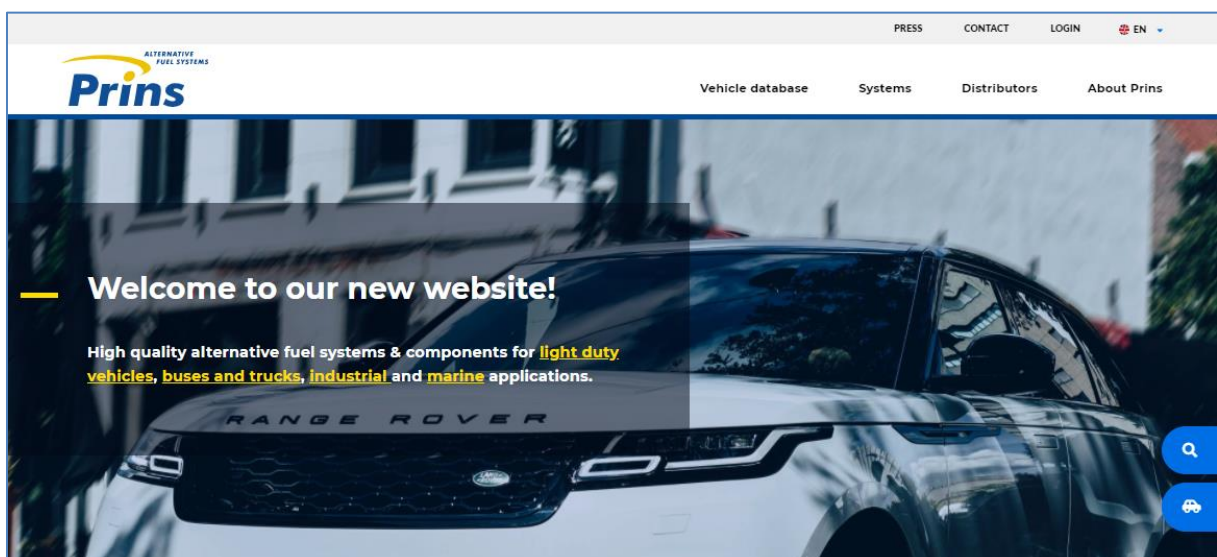 PRESS CONTACT LOGIN EN
ALTERNATIVE
FUEL SYSTEMS
Prins
Vehicle database Systems Distributors About Prins
Welcome to our new website!
High quality alternative fuel systems & components for light duty
vehicles, buses and trucks, industrial and marine applications.
RANGE ROVER